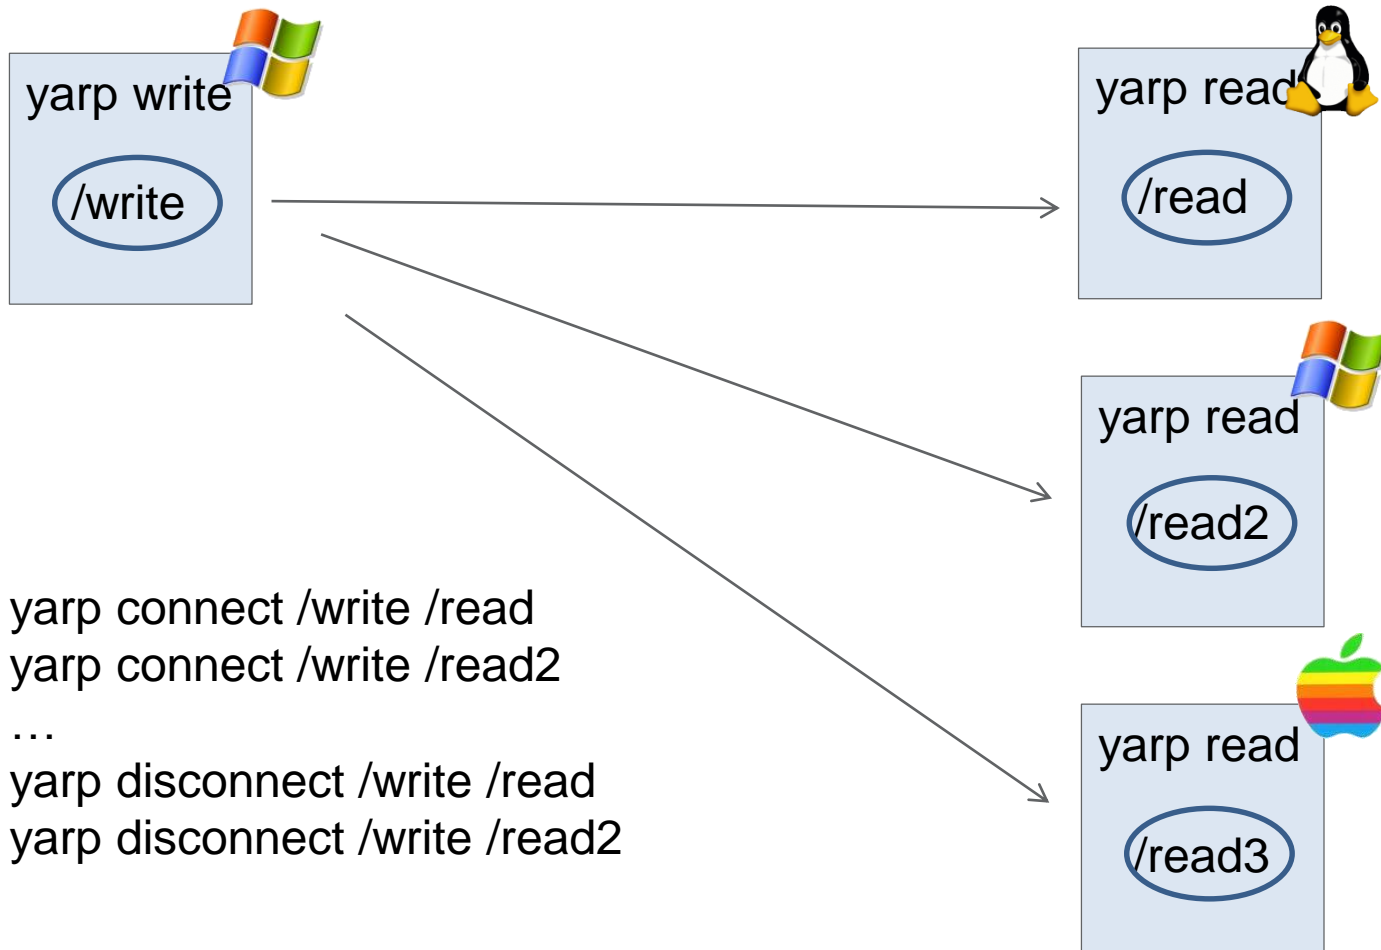 yarp write
/write
yarp read
/read
yarp read
/read2
yarp read
/read3
yarp connect /write /read
yarp connect /write /read2
…
yarp disconnect /write /read
yarp disconnect /write /read2